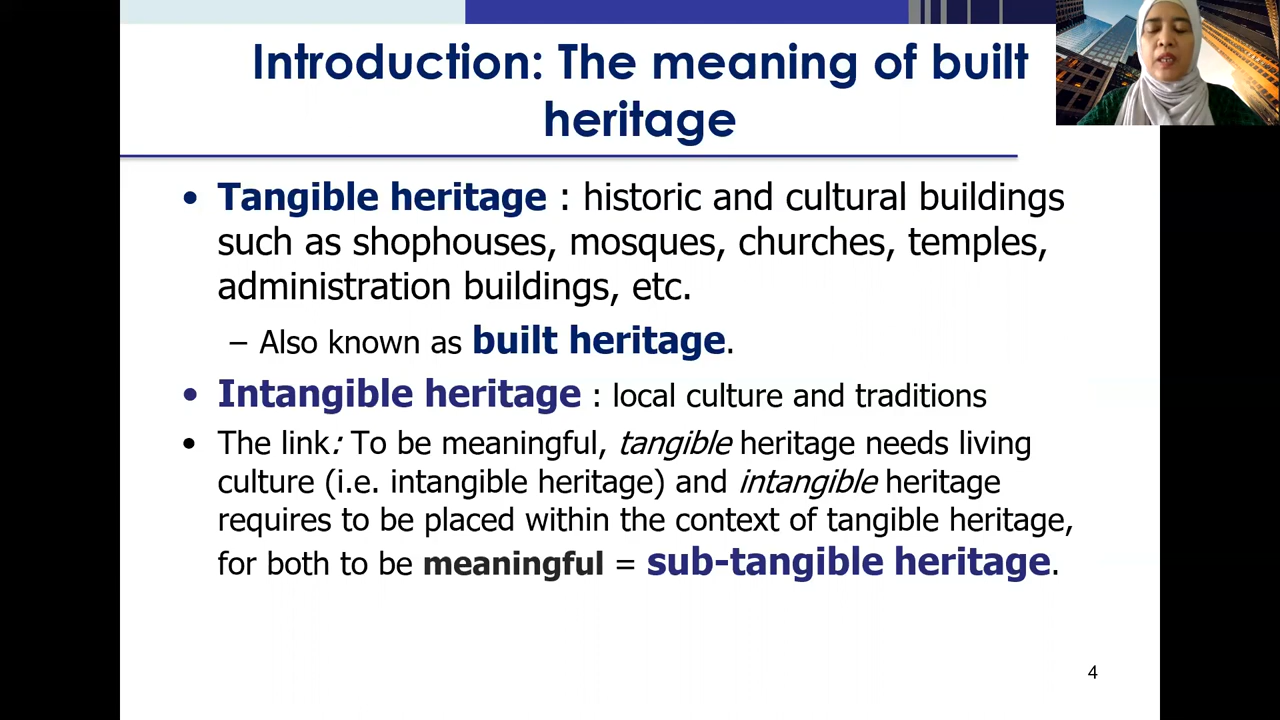 Introduction: The meaning of built
heritage
• Tangible heritage : historic and cultural buildings
such as shophouses, mosques, churches, temples,
administration buildings, etc.
– Also known as built heritage.
• Intangible heritage : local culture and traditions
• The link: To be meaningful, tangible heritage needs living
culture (i.e. intangible heritage) and intangible heritage
requires to be placed within the context of tangible heritage,
for both to be meaningful = sub-tangible heritage.
4